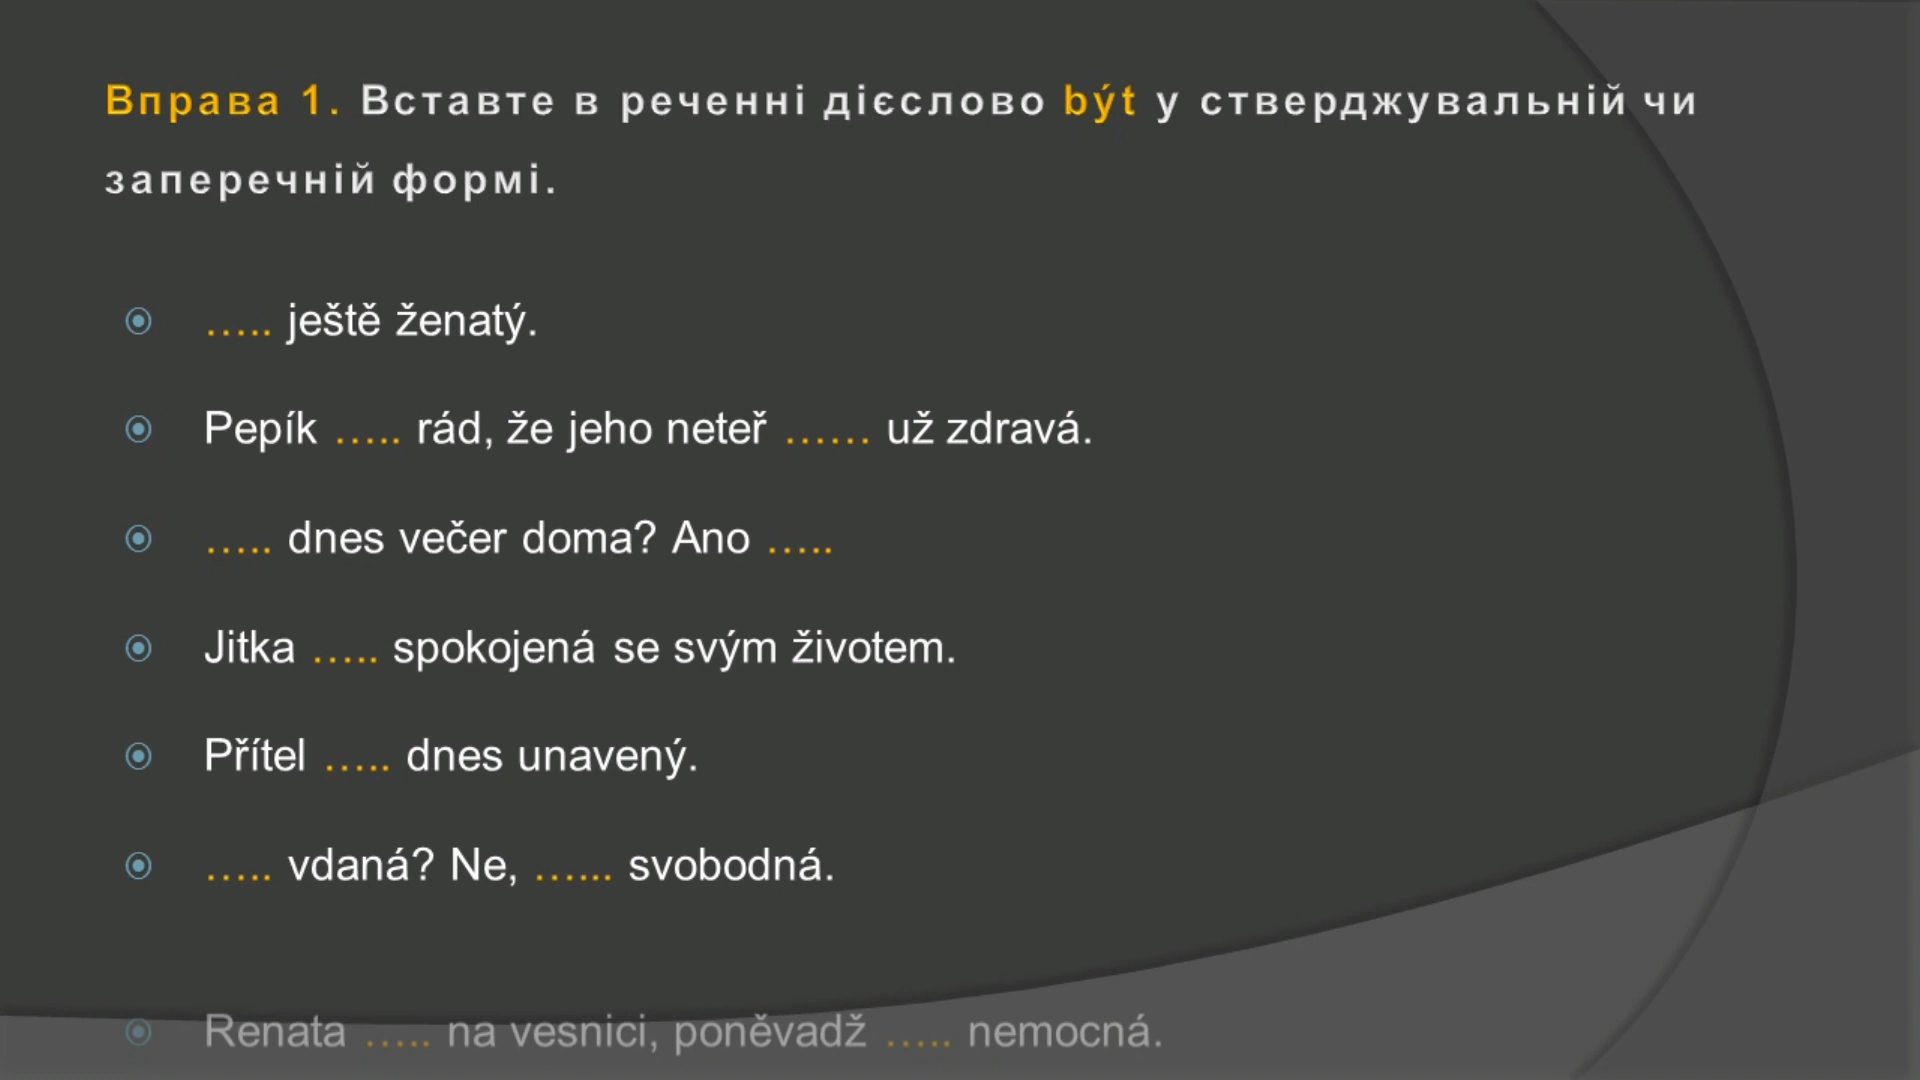 Вправа 1. Вставте в реченні дієслово být у стверджувальній чи
заперечній формі.
….. ještě ženatý.
Pepík ….. rád, že jeho neteř …… už zdravá.
….. dnes večer doma? Ano …..
Jitka ….. spokojená se svým životem.
Přítel ….. dnes unavený.
….. vdaná? Ne, …... svobodná.
Renata ….. na vesnici, poněvadž ….. nemocná.